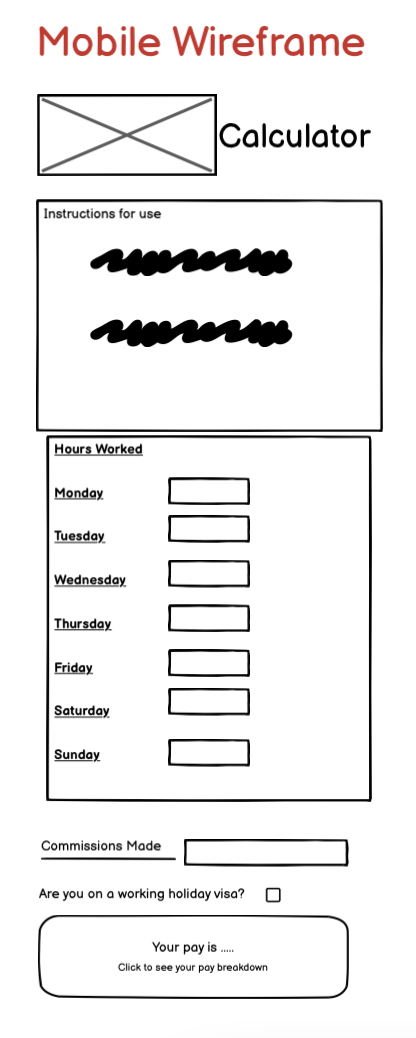 Mobile Wireframe
Calculator
Instructions for use
Hours Worked
Monday
Tuesday
Wednesday
Thursday
Friday
Saturday
Sunday
Commissions Made
Are you on a working holiday visa?
Your pay is .....
Click to see your pay breakdown